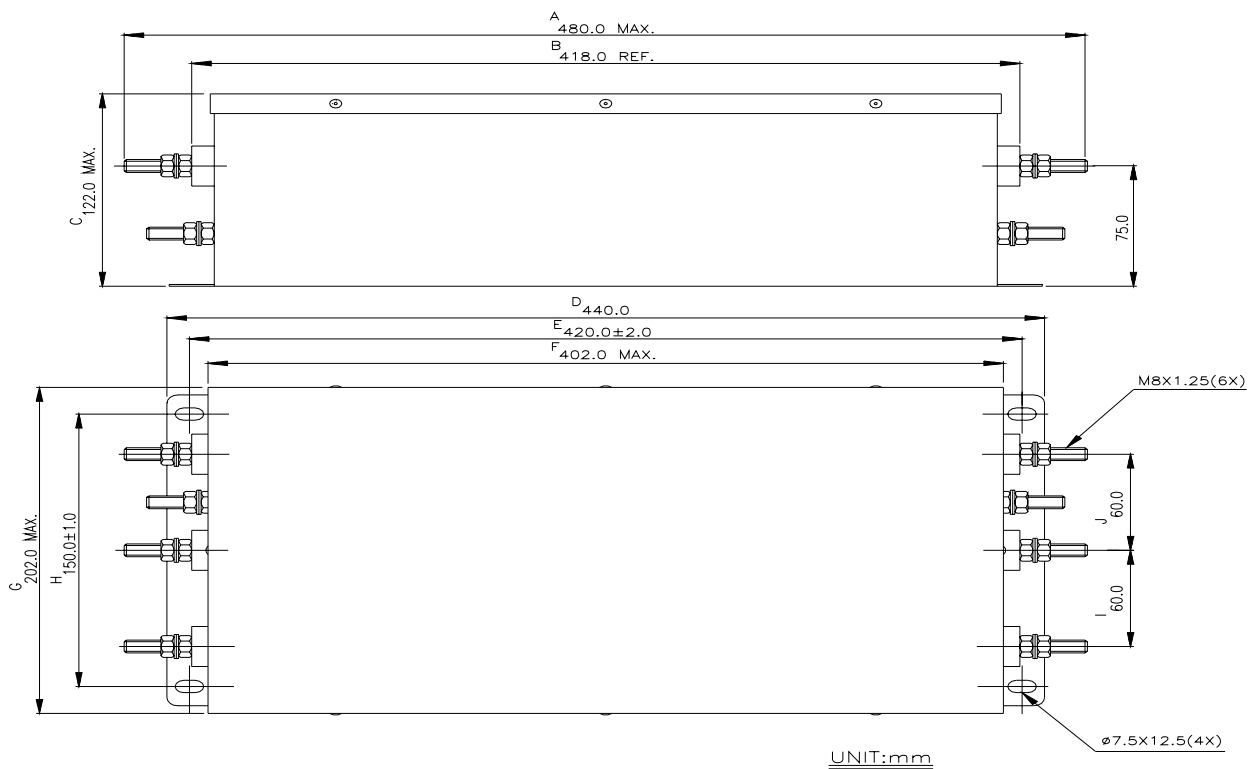 A
480.0 MAX.
B
418.0 REF.
C
122.0 MAX.
75.0
D
440.0
E
420.0±2.0
F
402.0 MAX.
M8X1.25(6X)
G
202.0 MAX.
H
150.0±1.0
J
60.0
I
60.0
ø7.5X12.5(4X)
UNIT:mm